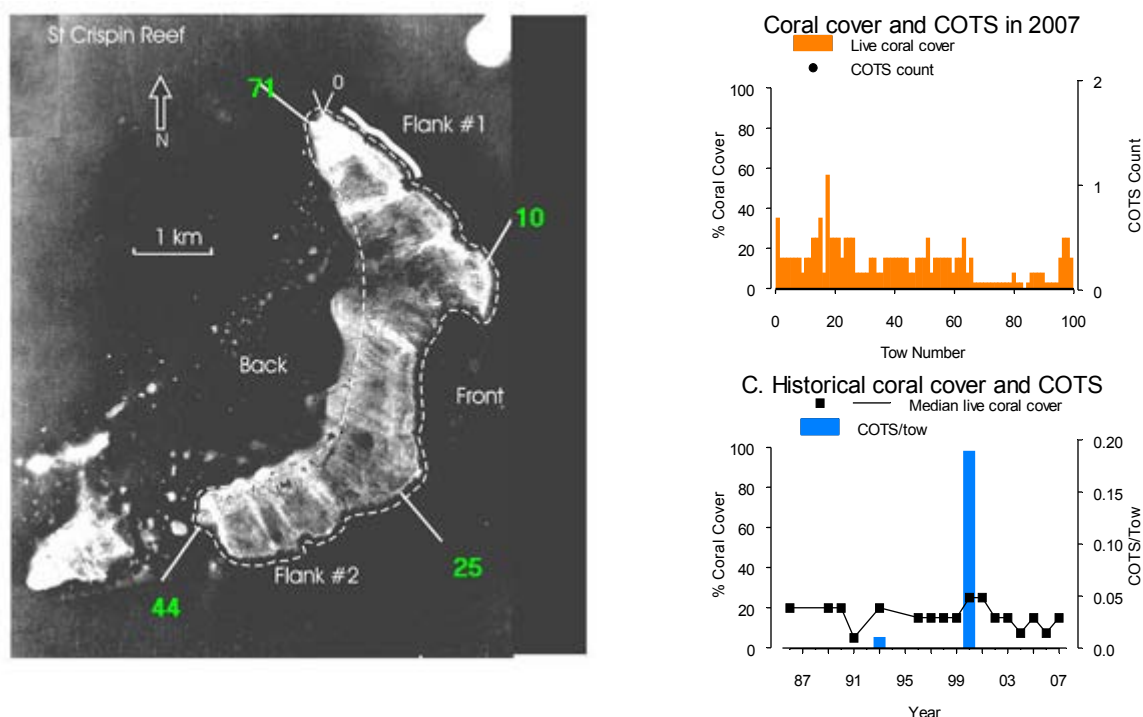 St Crispin Reef
71
0
Flank #1
N
10
1 km
Back
Front
25
Flank #2
44
Coral cover and COTS in 2007
Live coral cover
COTS count
100
80
60
40
20
0
% Coral Cover
2
1
0
COTS Count
0 20 40 60 80 100
Tow Number
C. Historical coral cover and COTS
Median live coral cover
COTS/tow
100
80
60
40
20
0
% Coral Cover
0.20
0.15
0.10
0.05
0.0
COTS/Tow
87 91 95 99 03 07
Year